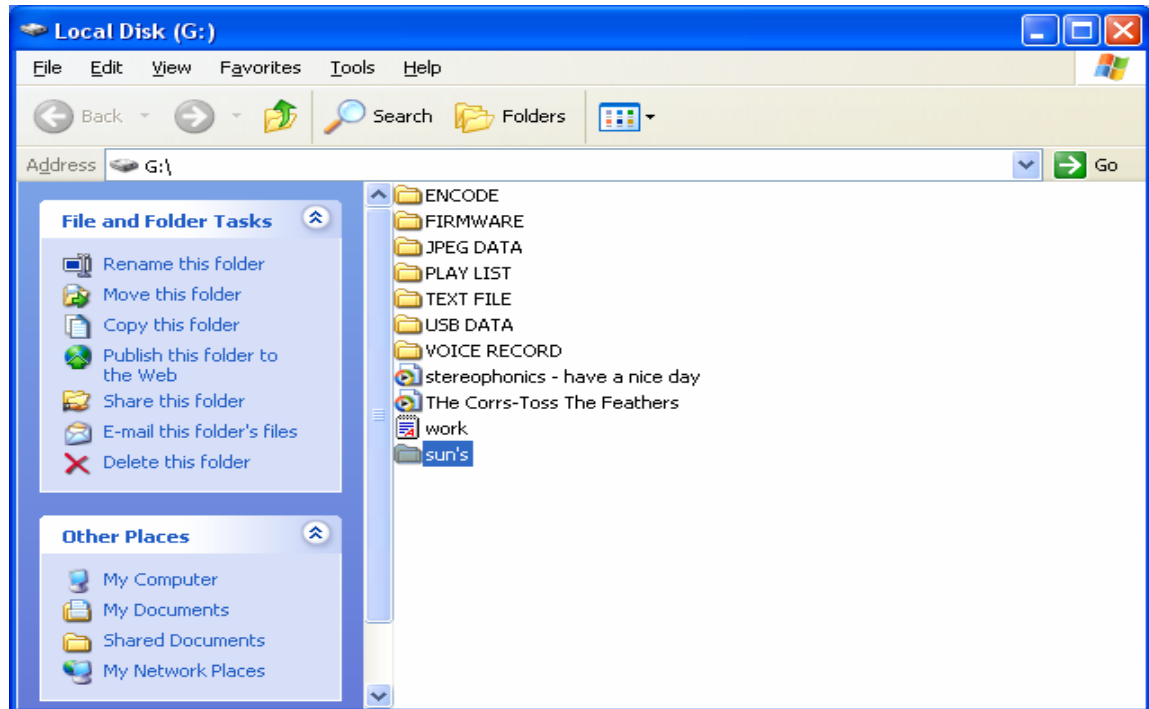 Local Disk (G:)
File Edit View Favorites Tools Help
Back Search Folders
Address G:\ Go
File and Folder Tasks
Rename this folder
Move this folder
Copy this folder
Publish this folder to
the Web
Share this folder
E-mail this folder's files
Delete this folder
Other Places
My Computer
My Documents
Shared Documents
My Network Places
ENCODE
FIRMWARE
JPEG DATA
PLAY LIST
TEXT FILE
USB DATA
VOICE RECORD
stereophonics - have a nice day
THe Corrs-Toss The Feathers
work
sun's